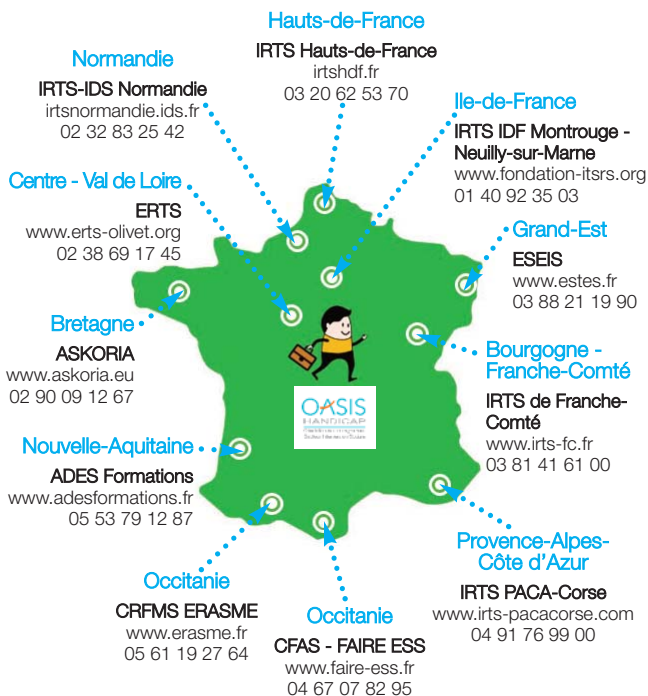 Hauts-de-France
IRTS Hauts-de-France
irtshdf.fr
03 20 62 53 70
Normandie
IRTS-IDS Normandie
irtsnormandie.ids.fr
02 32 83 25 42
Ile-de-France
IRTS IDF Montrouge -
Neuilly-sur-Marne
www.fondation-itsrs.org
01 40 92 35 03
Centre - Val de Loire
ERTS
www.erts-olivet.org
02 38 69 17 45
Grand-Est
ESEIS
www.estes.fr
03 88 21 19 90
Bretagne
ASKORIA
www.askoria.eu
02 90 09 12 67
Bourgogne -
Franche-Comté
IRTS de Franche-
Comté
www.irts-fc.fr
03 81 41 61 00
OASIS
HANDICAP
Nouvelle-Aquitaine
ADES Formations
www.adesformations.fr
05 53 79 12 87
Provence-Alpes-
Côte d'Azur
IRTS PACA-Corse
www.irts-pacacorse.com
04 91 76 99 00
Occitanie
CRFMS ERASME
www.erasme.fr
05 61 19 27 64
Occitanie
CFAS - FAIRE ESS
www.faire-ess.fr
04 67 07 82 95